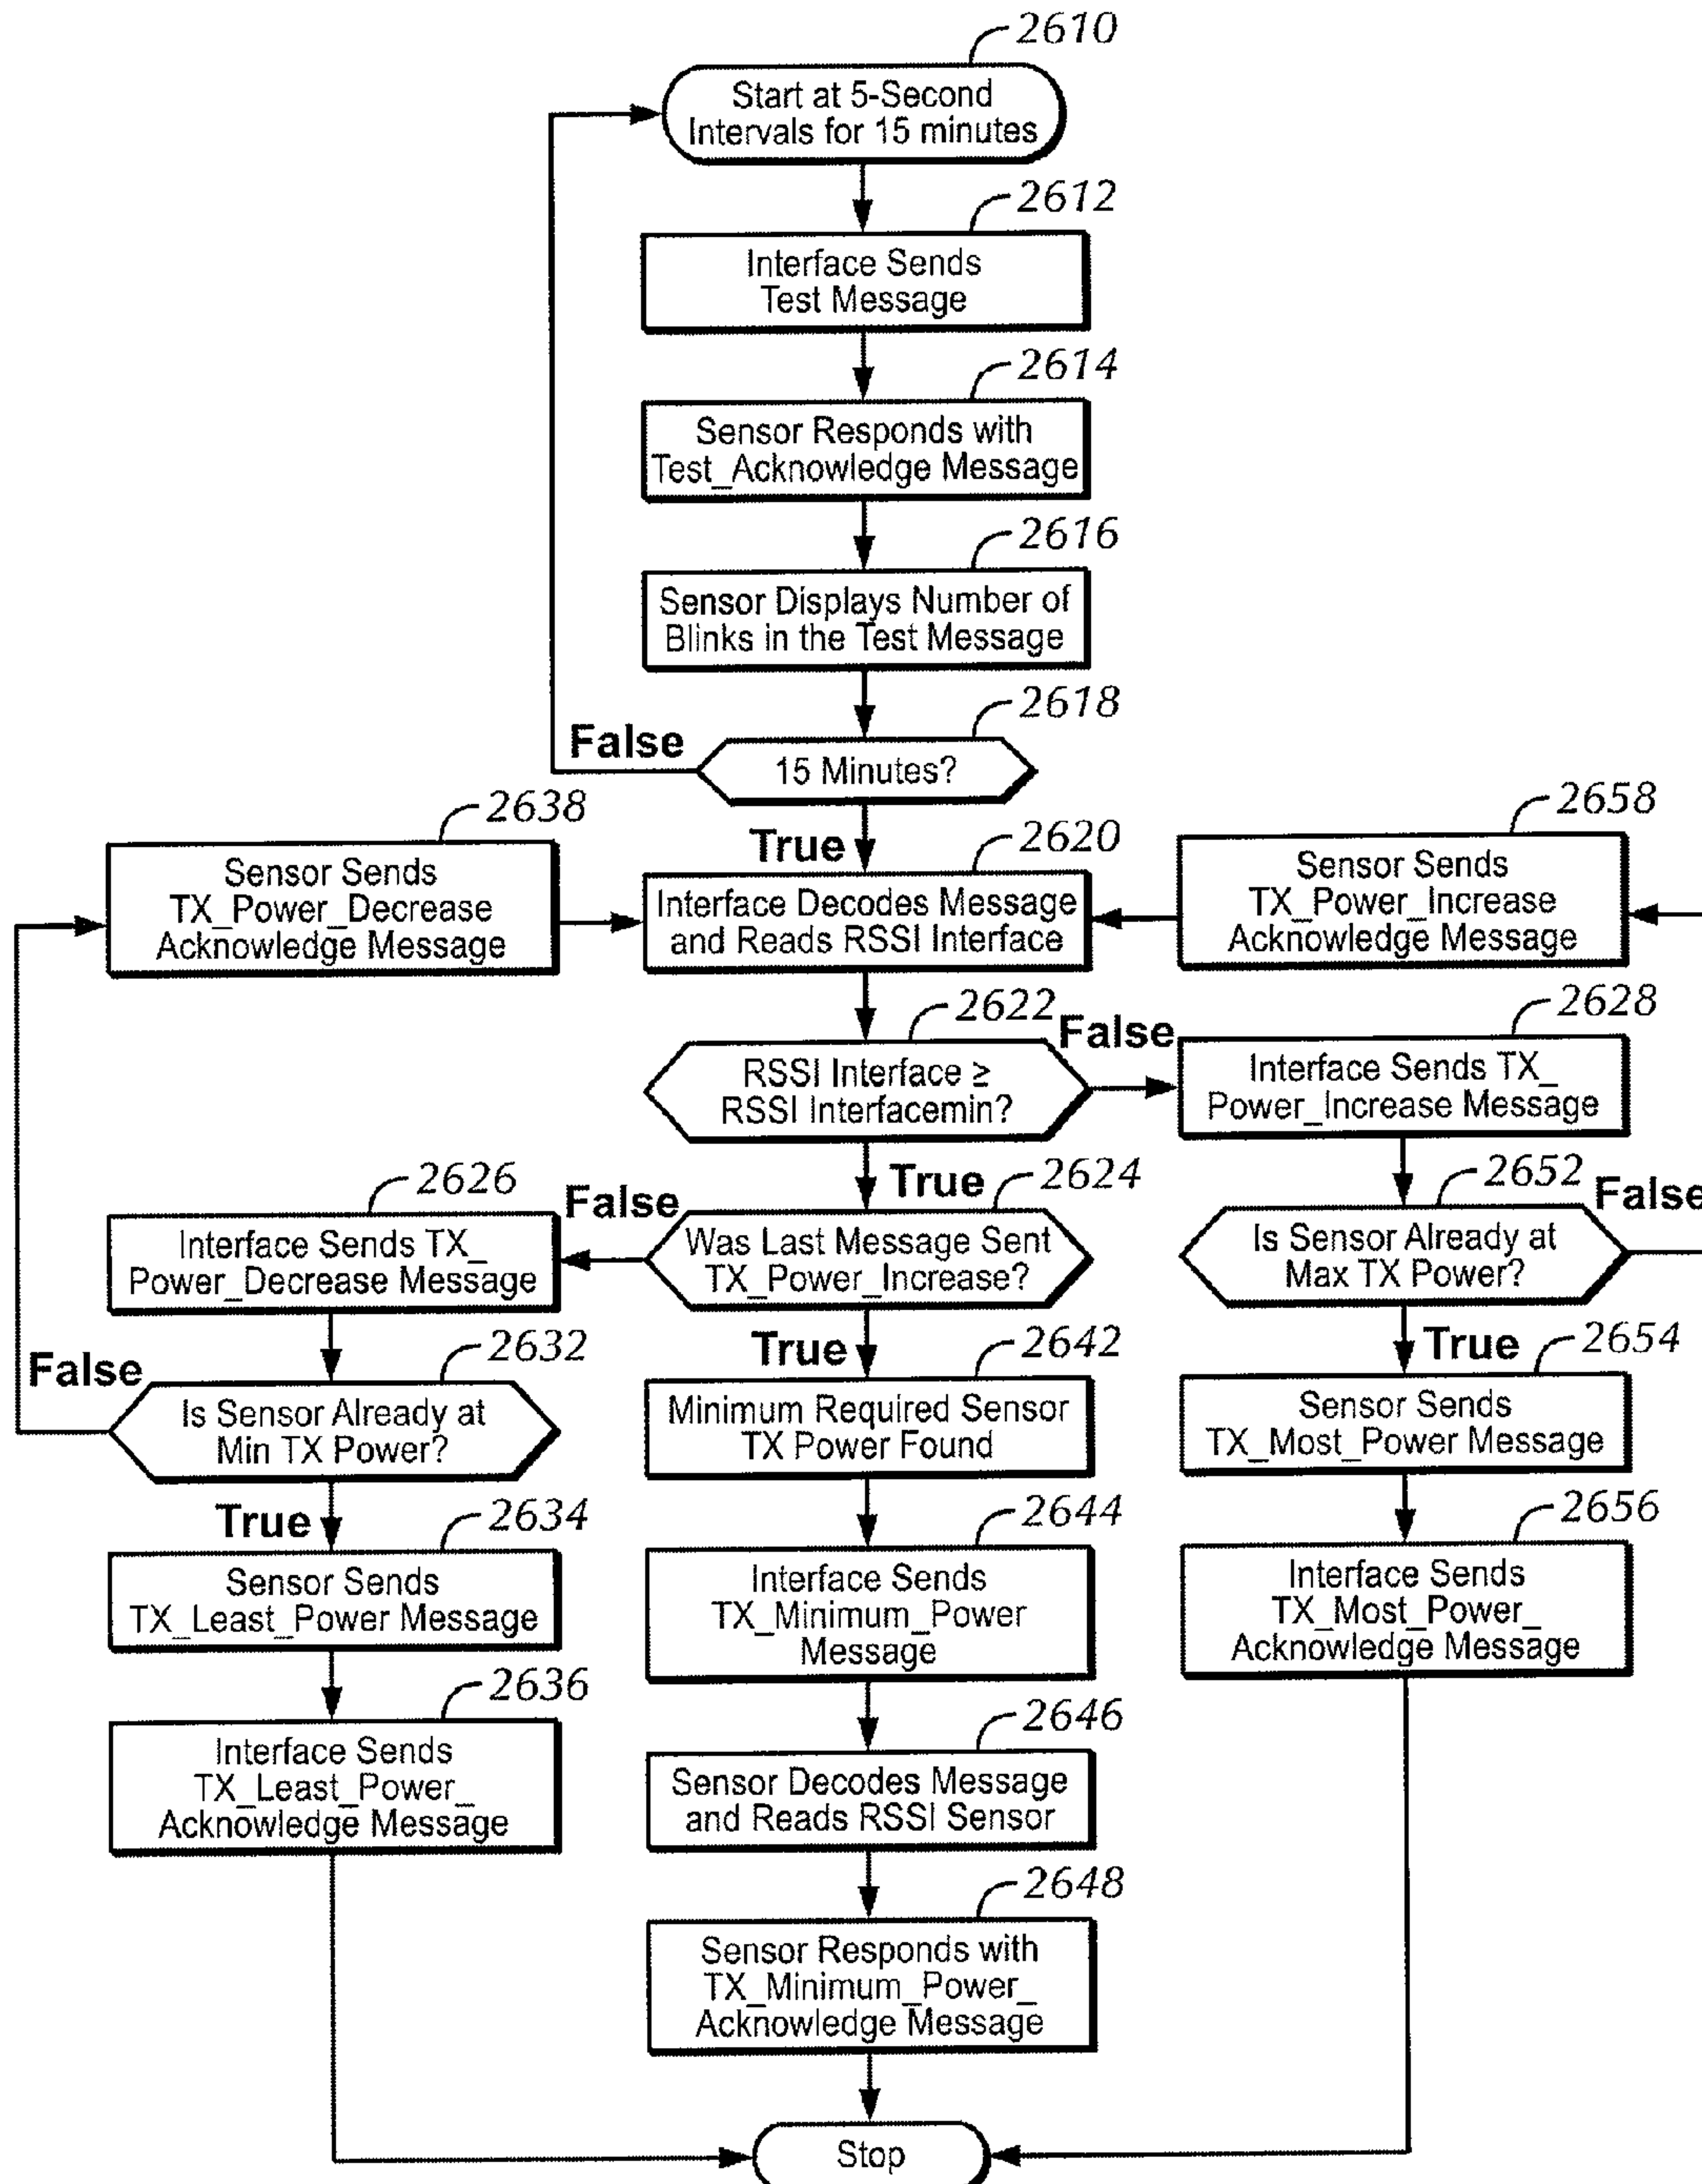 2610
Start at 5-Second
Intervals for 15 minutes
2612
Interface Sends
Test Message
2614
Sensor Responds with
Test_Acknowledge Message
2616
Sensor Displays Number of
Blinks in the Test Message
2618
False
15 Minutes?
True
2638
Sensor Sends
TX_Power_Decrease
Acknowledge Message
2620
Interface Decodes Message
and Reads RSSI Interface
2658
Sensor Sends
TX_Power_Increase
Acknowledge Message
2622
RSSI Interface ≥
RSSI Interfacemin?
False
True
2628
Interface Sends TX_
Power_Increase Message
2626
Interface Sends TX_
Power_Decrease Message
False
2624
Was Last Message Sent
TX_Power_Increase?
True
2652
False
Is Sensor Already at
Max TX Power?
True
2632
False
Is Sensor Already at
Min TX Power?
True
2642
Minimum Required Sensor
TX Power Found
2654
Sensor Sends
TX_Most_Power Message
2634
Sensor Sends
TX_Least_Power Message
2644
Interface Sends
TX_Minimum_Power
Message
2656
Interface Sends
TX_Most_Power_
Acknowledge Message
2636
Interface Sends
TX_Least_Power_
Acknowledge Message
2646
Sensor Decodes Message
and Reads RSSI Sensor
2648
Sensor Responds with
TX_Minimum_Power_
Acknowledge Message
Stop